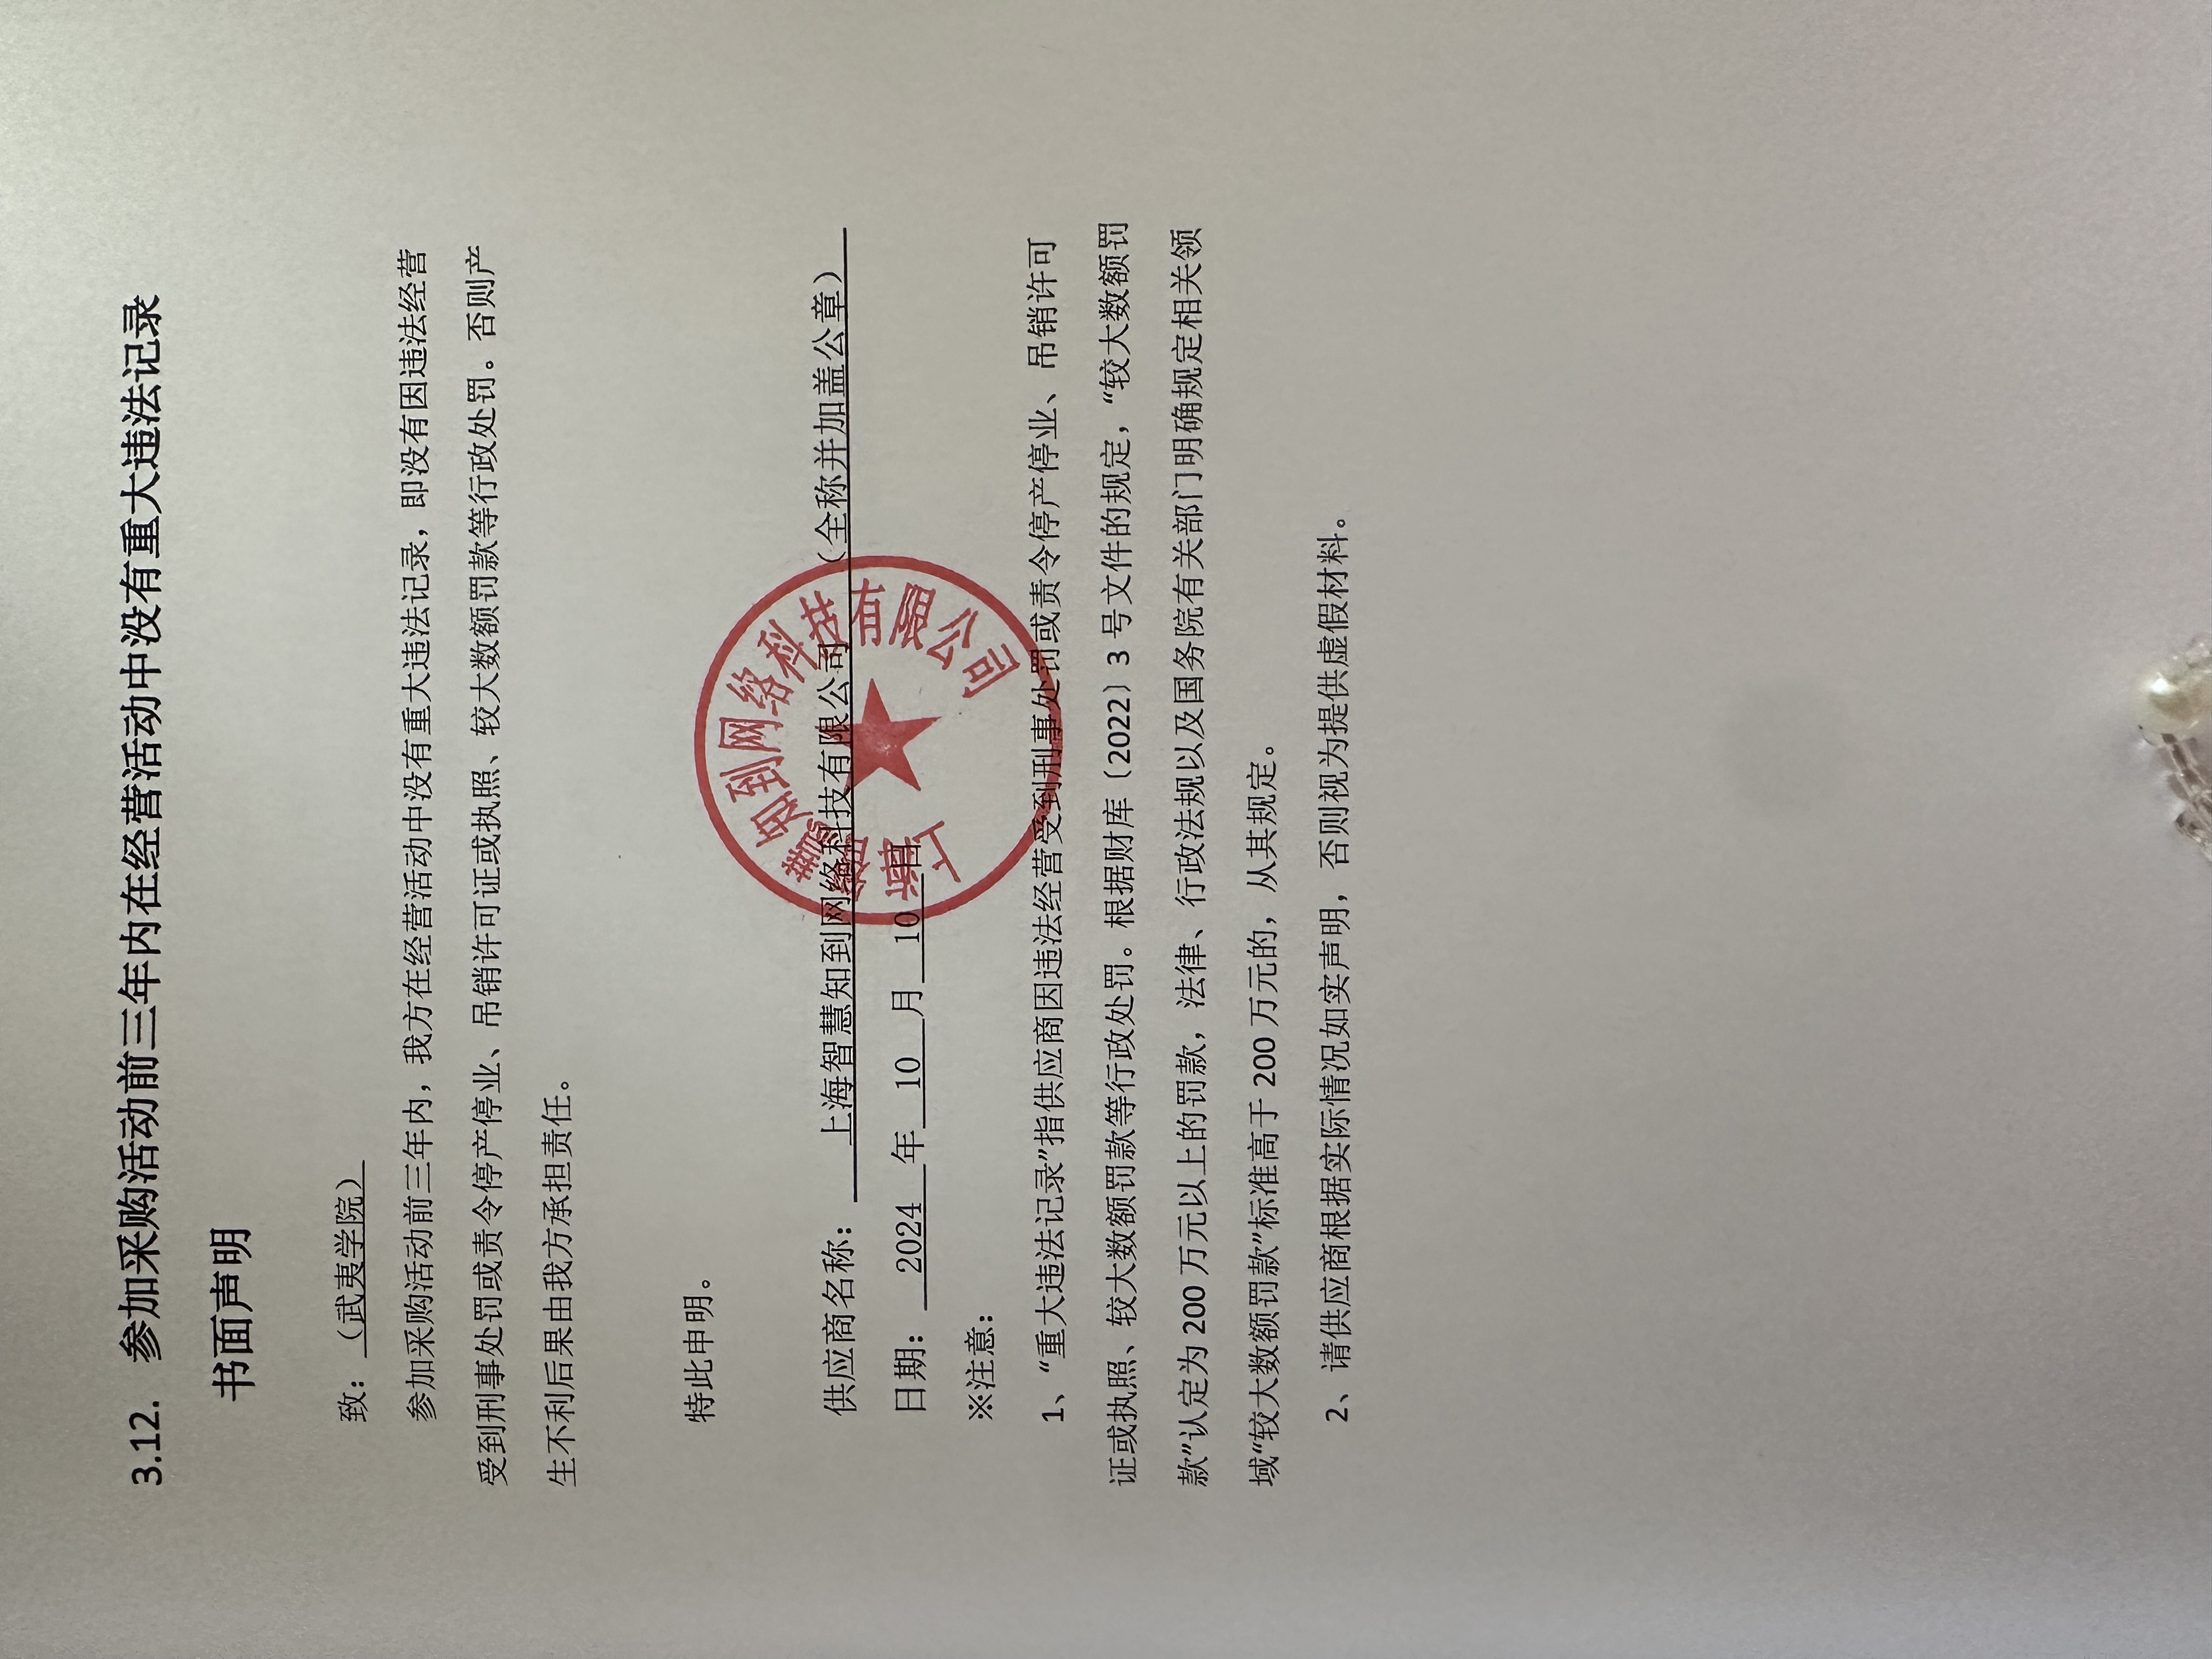 3.12. 参加采购活动前三年内在经营活动中没有重大违法记录
书面声明
致：（武夷学院）
参加采购活动前三年内，我方在经营活动中没有重大违法记录，即没有因违法经营
受到刑事处罚或责令停产停业、吊销许可证或执照、较大数额罚款等行政处罚。否则产
生不利后果由我方承担责任。
特此申明。
供应商名称：上海智慧知到网络科技有限公司（全称并加盖公章）
上海智慧知到网络科技有限公司
日期：2024 年 10 月 10 日
※注意：
1、“重大违法记录”指供应商因违法经营受到刑事处罚或责令停产停业、吊销许可
证或执照、较大数额罚款等行政处罚。根据财库〔2022〕3 号文件的规定，“较大数额罚
款”认定为 200 万元以上的罚款，法律、行政法规以及国务院有关部门明确规定相关领
域“较大数额罚款”标准高于 200 万元的，从其规定。
2、请供应商根据实际情况如实声明，否则视为提供虚假材料。